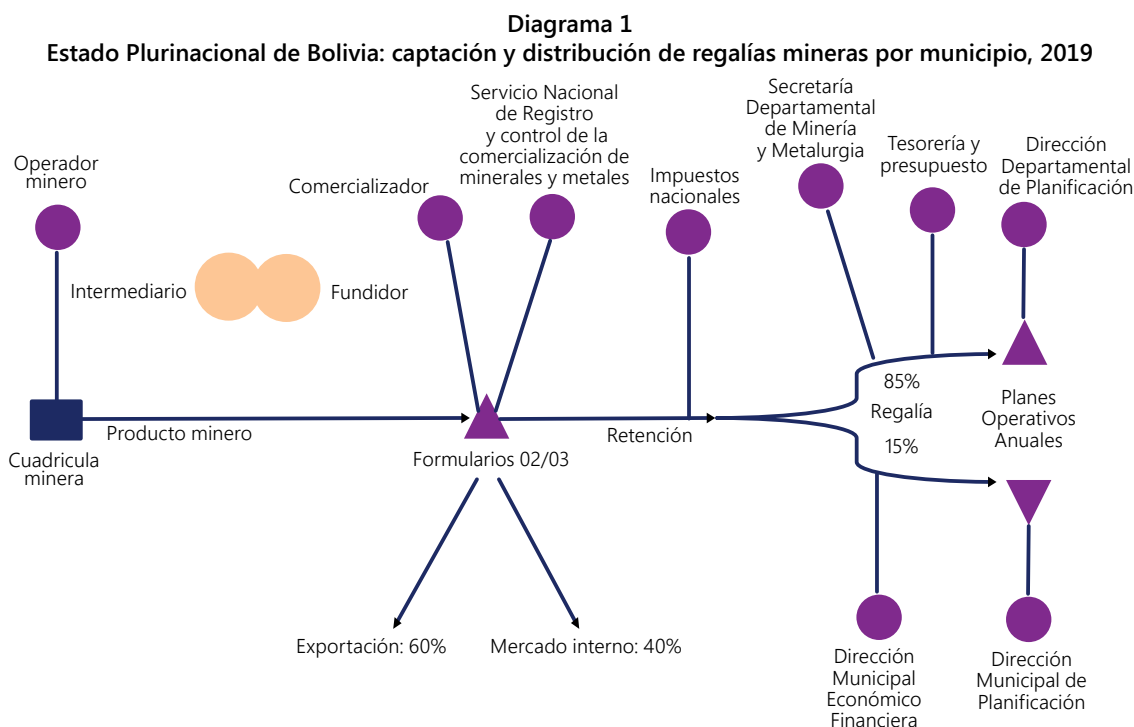 Diagrama 1
Estado Plurinacional de Bolivia: captación y distribución de regalías mineras por municipio, 2019
Operador
minero
Intermediario
Fundidor
Comercializador
Servicio Nacional
de Registro
y control de la
comercialización de
minerales y metales
Impuestos
nacionales
Secretaría
Departamental
de Minería
y Metalurgia
Tesorería y
presupuesto
Dirección
Departamental
de Planificación
Cuadricula
minera
Producto minero
Formularios 02/03
Retención
85%
Regalía
15%
Planes
Operativos
Anuales
Exportación: 60%
Mercado interno: 40%
Dirección
Municipal
Económico
Financiera
Dirección
Municipal de
Planificación